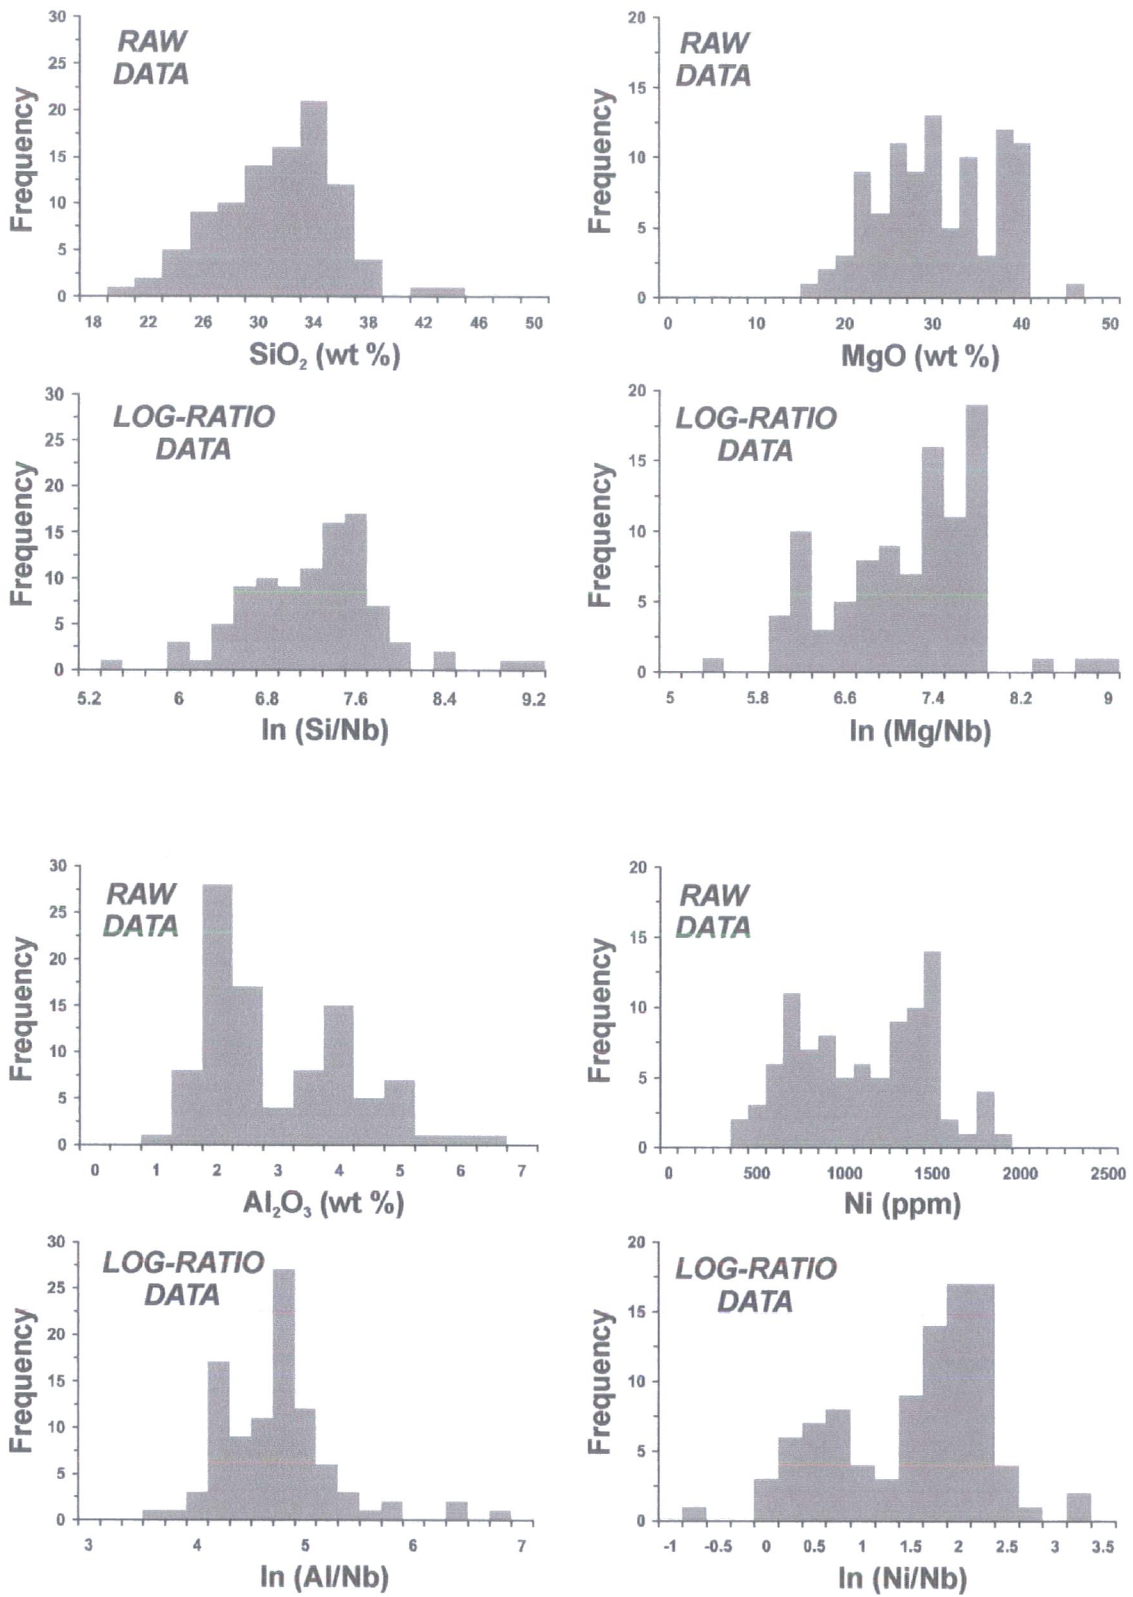 RAW
DATA
Frequency
30
25
20
15
10
5
0
18 22 26 30 34 38 42 46 50
SiO₂ (wt %)
RAW
DATA
Frequency
20
15
10
5
0
0 10 20 30 40 50
MgO (wt %)
LOG-RATIO
DATA
Frequency
30
25
20
15
10
5
0
5.2 6 6.8 7.6 8.4 9.2
ln (Si/Nb)
LOG-RATIO
DATA
Frequency
20
15
10
5
0
5 5.8 6.6 7.4 8.2 9
ln (Mg/Nb)
RAW
DATA
Frequency
30
25
20
15
10
5
0
0 1 2 3 4 5 6 7
Al₂O₃ (wt %)
RAW
DATA
Frequency
20
15
10
5
0
0 500 1000 1500 2000 2500
Ni (ppm)
LOG-RATIO
DATA
Frequency
30
25
20
15
10
5
0
3 4 5 6 7
ln (Al/Nb)
LOG-RATIO
DATA
Frequency
20
15
10
5
0
-1 -0.5 0 0.5 1 1.5 2 2.5 3 3.5
ln (Ni/Nb)